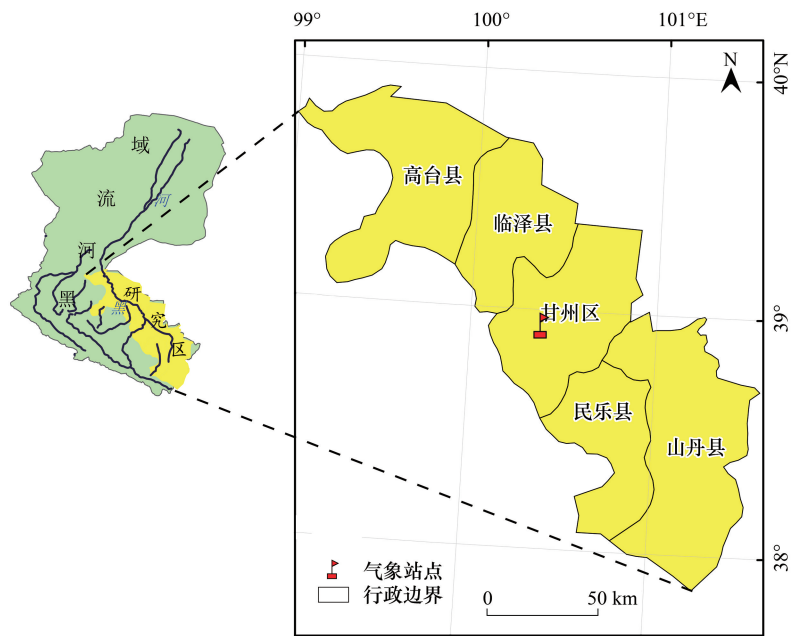 99°
100°
101°E
N
40°N
39°
38°
域
流
河
河
黑
黑
研
究
区
高台县
临泽县
甘州区
民乐县
山丹县
气象站点
行政边界
0
50 km